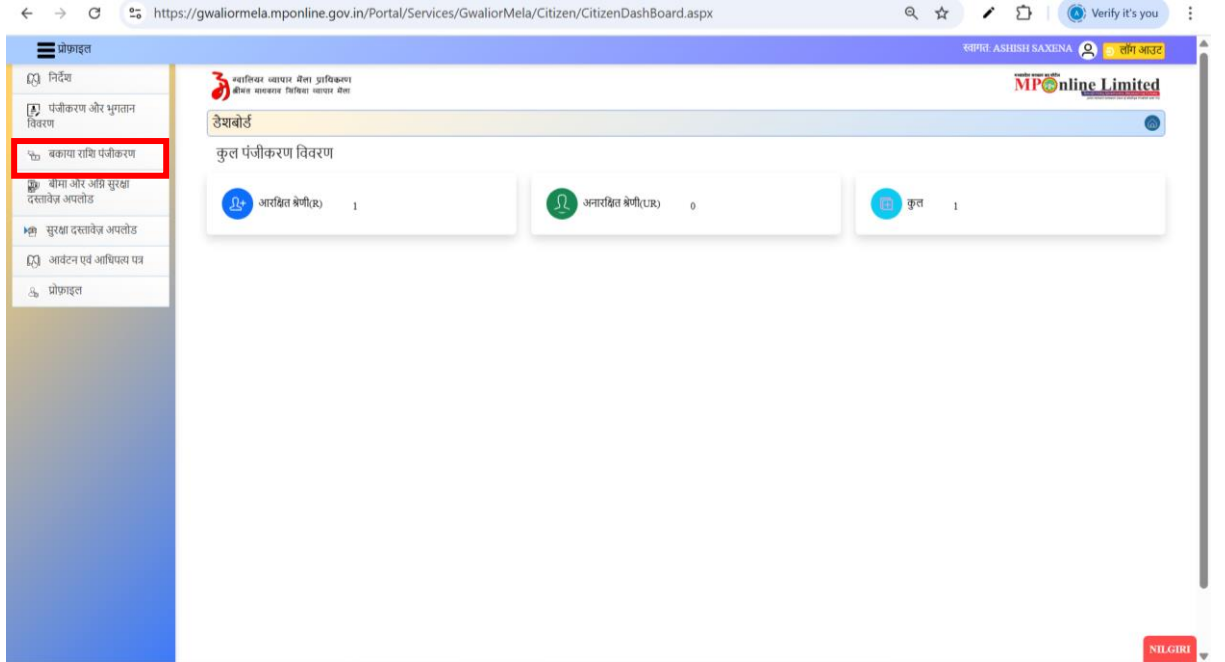 https://gwaliormela.mponline.gov.in/Portal/Services/GwaliorMela/Citizen/CitizenDashBoard.aspx
Verify it's you
प्रोफ़ाइल
स्वागत: ASHISH SAXENA
लॉग आउट
निर्देश
पंजीकरण और भुगतान
विवरण
बकाया राशि पंजीकरण
बीमा और अग्नि सुरक्षा
दस्तावेज़ अपलोड
सुरक्षा दस्तावेज़ अपलोड
आवंटन एवं आधिपत्य पत्र
प्रोफ़ाइल
ग्वालियर व्यापार मेला प्राधिकरण
श्रीमंत माधवराव सिंधिया व्यापार मेला
MPOnline Limited
डैशबोर्ड
कुल पंजीकरण विवरण
आरक्षित श्रेणी(R) 1
अनारक्षित श्रेणी(UR) 0
कुल 1
NILGIRI